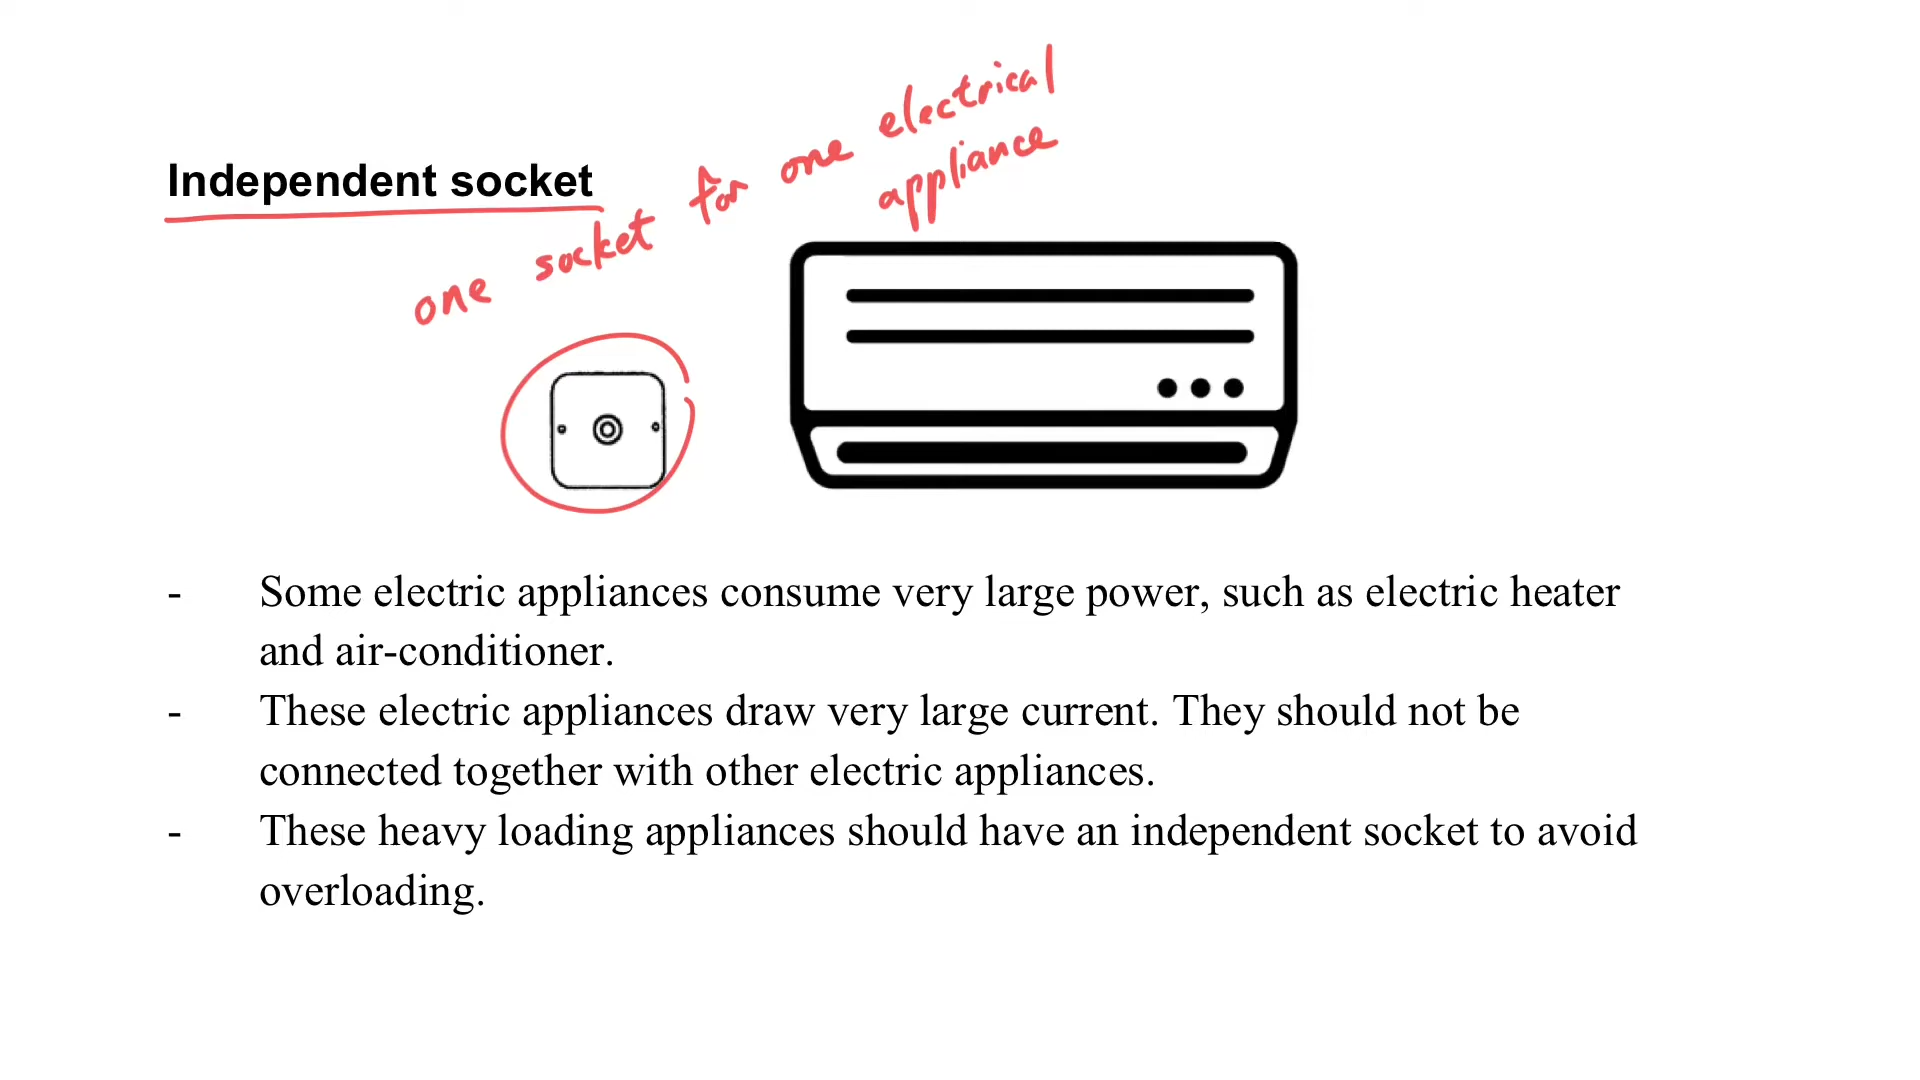 Independent socket
one socket for one electrical
appliance
- Some electric appliances consume very large power, such as electric heater
and air-conditioner.
- These electric appliances draw very large current. They should not be
connected together with other electric appliances.
- These heavy loading appliances should have an independent socket to avoid
overloading.